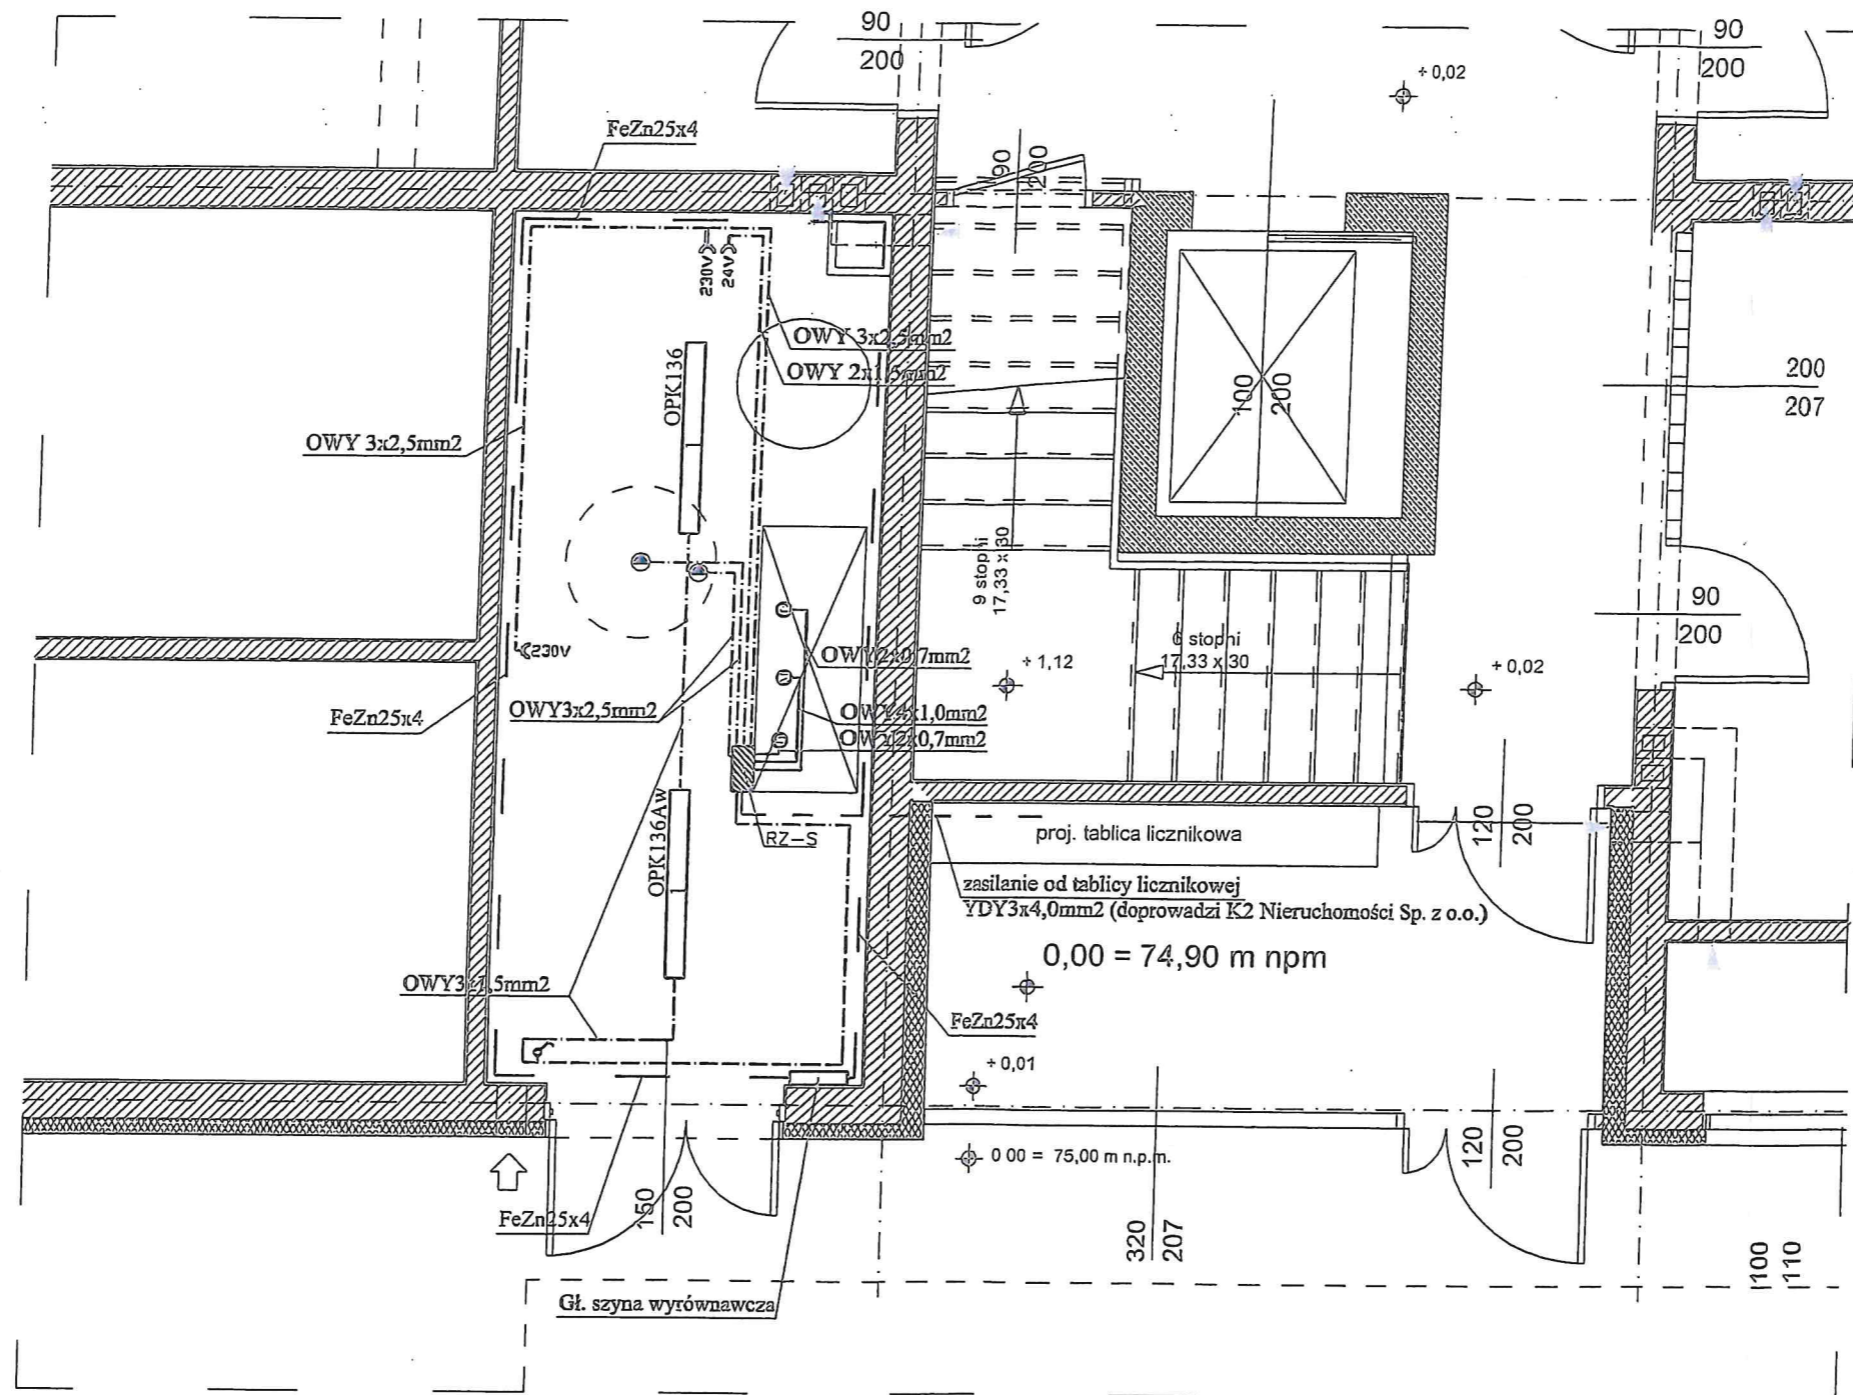 90
200
90
200
+ 0,02
FeZn25x4
90
200
230V
24V
OWY 3x2,5mm2
OPK136
OWY 2x1,5mm2
100
200
200
207
OWY 3x2,5mm2
9 stopni
17,33 x 30
90
200
6 stopni
17,33 x 30
230V
OWY2x0,7mm2
+ 1,12
+ 0,02
FeZn25x4
OWY3x2,5mm2
OWY4x1,0mm2
OWY2x0,7mm2
RZ-S
proj. tablica licznikowa
120
200
OPK136Aw
zasilanie od tablicy licznikowej
YDY3x4,0mm2 (doprowadzi K2 Nieruchomości Sp. z o.o.)
0,00 = 74,90 m npm
OWY3x1,5mm2
FeZn25x4
+ 0,01
0 00 = 75,00 m n.p.m.
120
200
FeZn25x4
150
200
320
207
100
110
Gł. szyna wyrównawcza